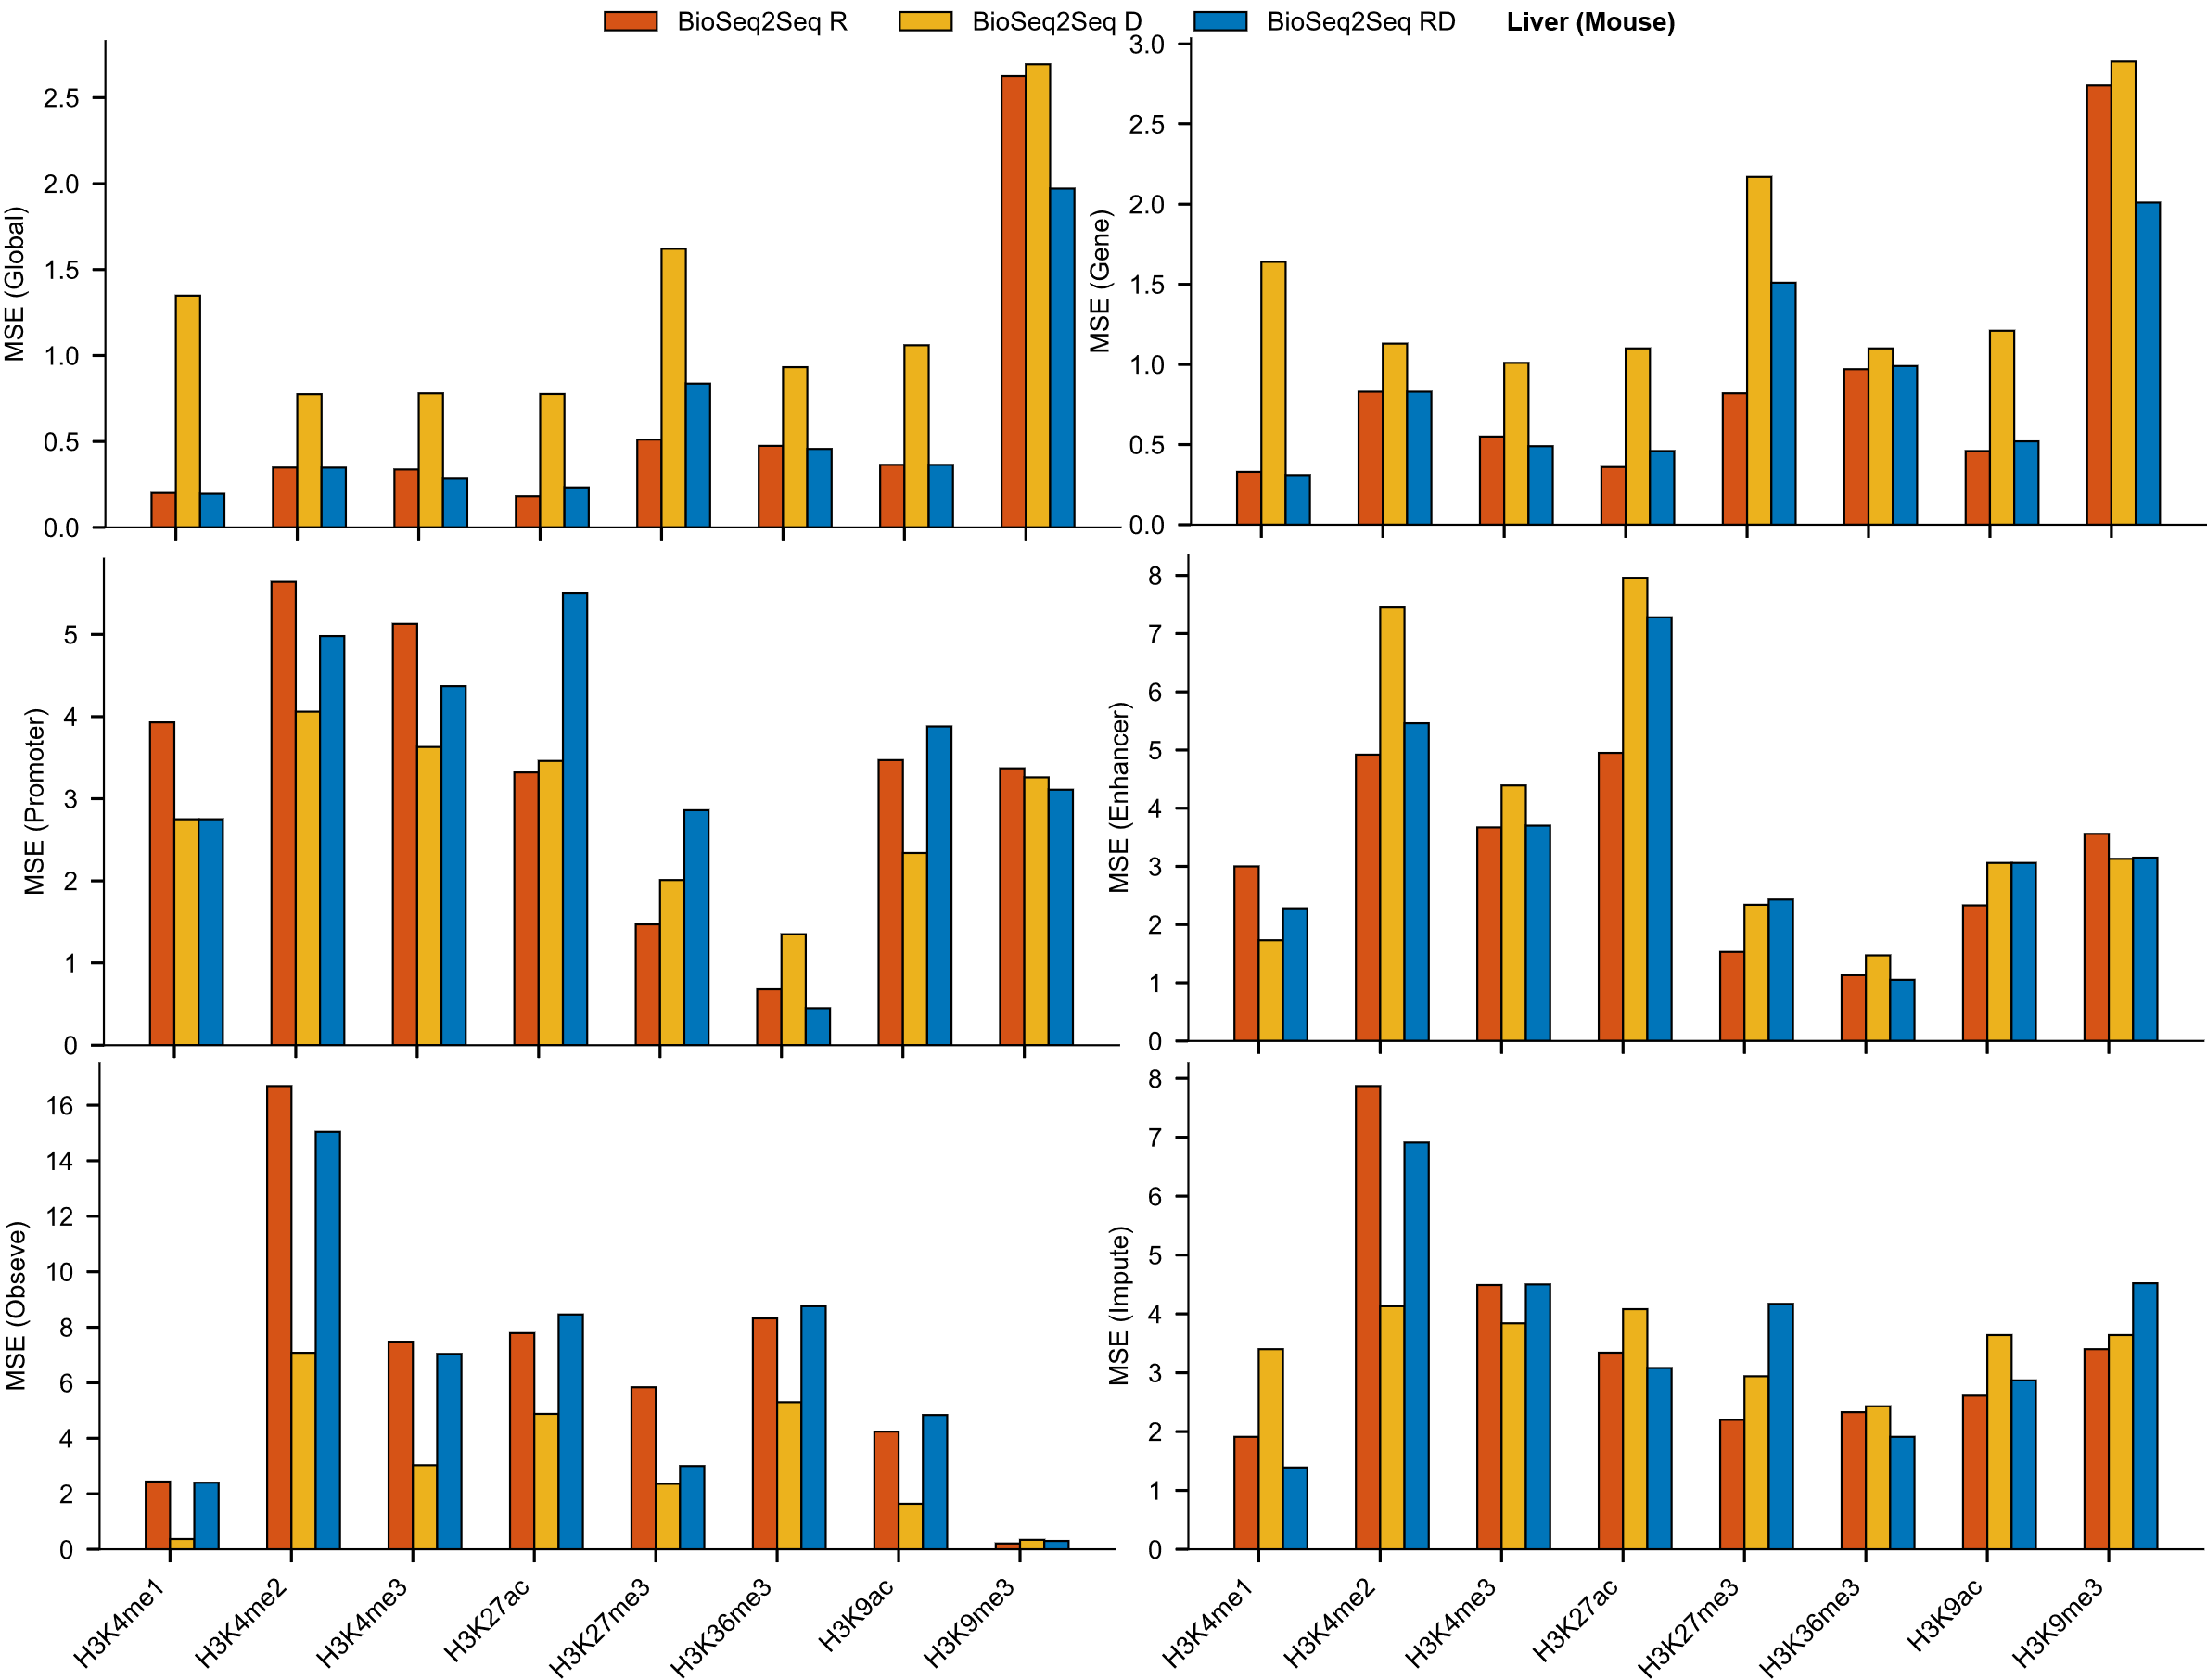 BioSeq2Seq R BioSeq2Seq D BioSeq2Seq RD Liver (Mouse)
MSE (Global)
2.5
2.0
1.5
1.0
0.5
0.0
MSE (Gene)
3.0
2.5
2.0
1.5
1.0
0.5
0.0
MSE (Promoter)
5
4
3
2
1
0
MSE (Enhancer)
8
7
6
5
4
3
2
1
0
MSE (Obseve)
16
14
12
10
8
6
4
2
0
H3K4me1
H3K4me2
H3K4me3
H3K27ac
H3K27me3
H3K36me3
H3K9ac
H3K9me3
MSE (Impute)
8
7
6
5
4
3
2
1
0
H3K4me1
H3K4me2
H3K4me3
H3K27ac
H3K27me3
H3K36me3
H3K9ac
H3K9me3